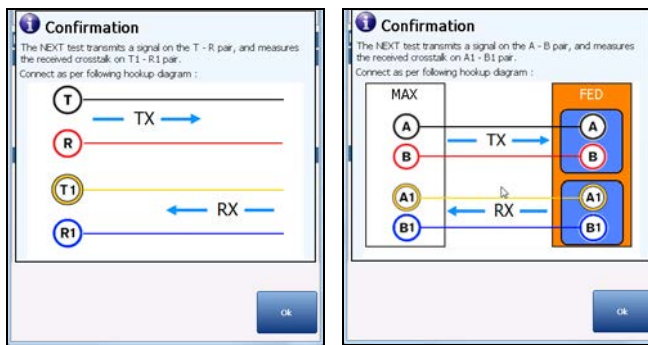 Confirmation
The NEXT test transmits a signal on the T - R pair, and measures
the received crosstalk on T1 - R1 pair.
Connect as per following hookup diagram :
T
TX
R
T1
RX
R1
Ok
Confirmation
The NEXT test transmits a signal on the A - B pair, and measures
the received crosstalk on A1 - B1 pair.
Connect as per following hookup diagram :
MAX
FED
A
A
TX
B
B
A1
A1
RX
B1
B1
Ok